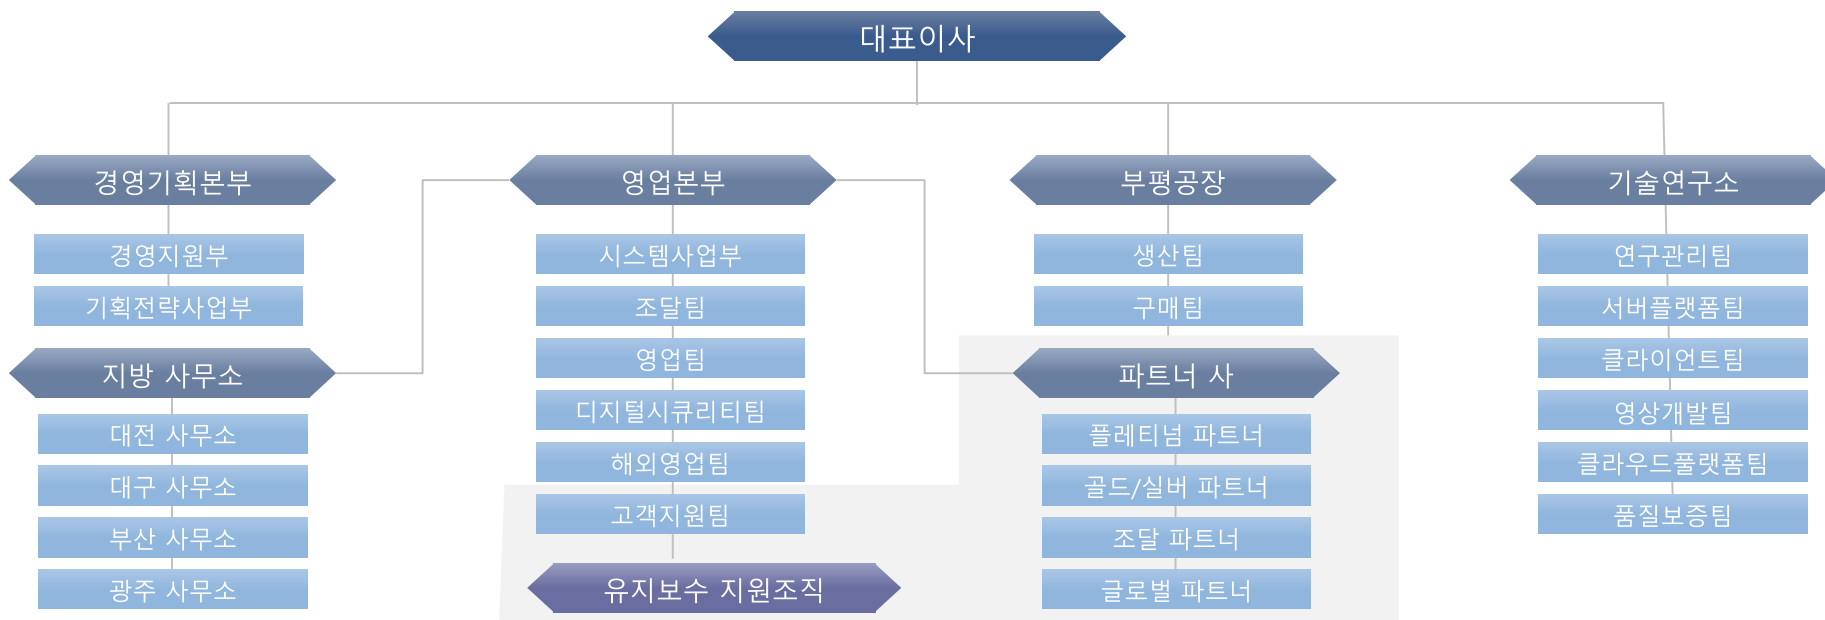 대표이사
경영기획본부
경영지원부
기획전략사업부
지방 사무소
대전 사무소
대구 사무소
부산 사무소
광주 사무소
영업본부
시스템사업부
조달팀
영업팀
디지털시큐리티팀
해외영업팀
고객지원팀
유지보수 지원조직
부평공장
생산팀
구매팀
파트너 사
플레티넘 파트너
골드/실버 파트너
조달 파트너
글로벌 파트너
기술연구소
연구관리팀
서버플랫폼팀
클라이언트팀
영상개발팀
클라우드풀랫폼팀
품질보증팀